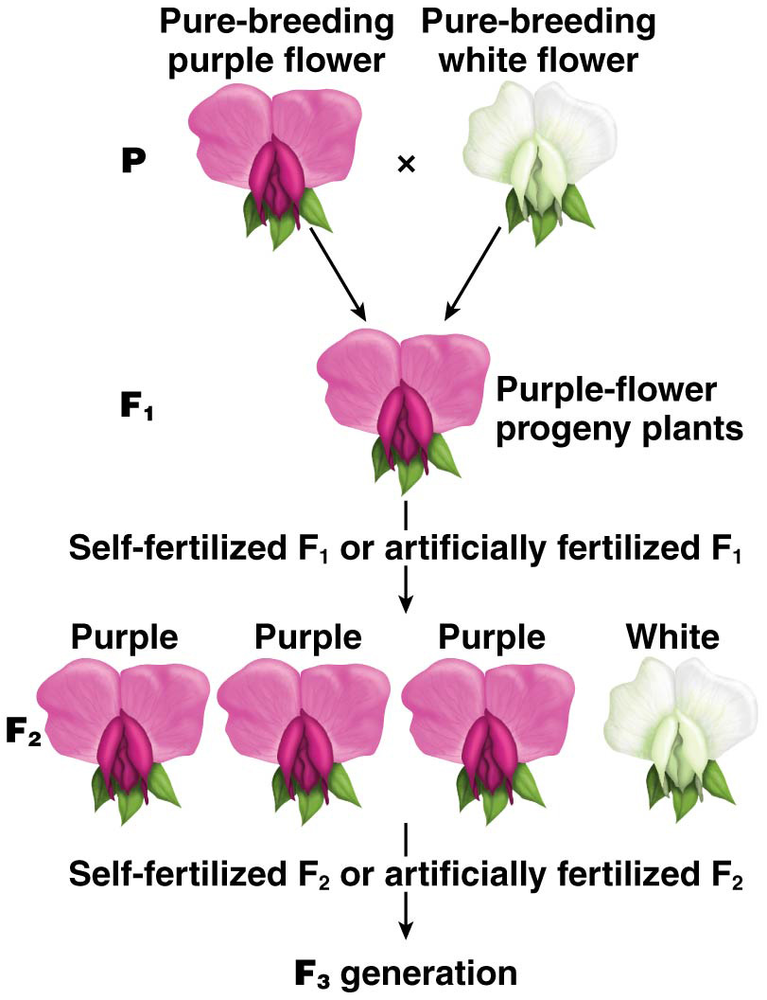 Pure-breeding purple flower
Pure-breeding white flower
P
×
F₁
Purple-flower
progeny plants
Self-fertilized F₁ or artificially fertilized F₁
Purple Purple Purple White
F₂
Self-fertilized F₂ or artificially fertilized F₂
F₃ generation